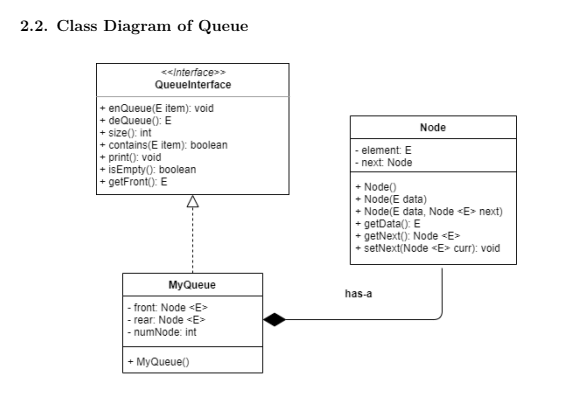 2.2. Class Diagram of Queue
<<Interface>>
QueueInterface
+ enQueue(E item): void
+ deQueue(): E
+ size(): int
+ contains(E item): boolean
+ print(): void
+ isEmpty(): boolean
+ getFront(): E
Node
- element: E
- next: Node
+ Node()
+ Node(E data)
+ Node(E data, Node <E> next)
+ getData(): E
+ getNext(): Node <E>
+ setNext(Node <E> curr): void
MyQueue
- front: Node <E>
- rear: Node <E>
- numNode: int
+ MyQueue()
has-a